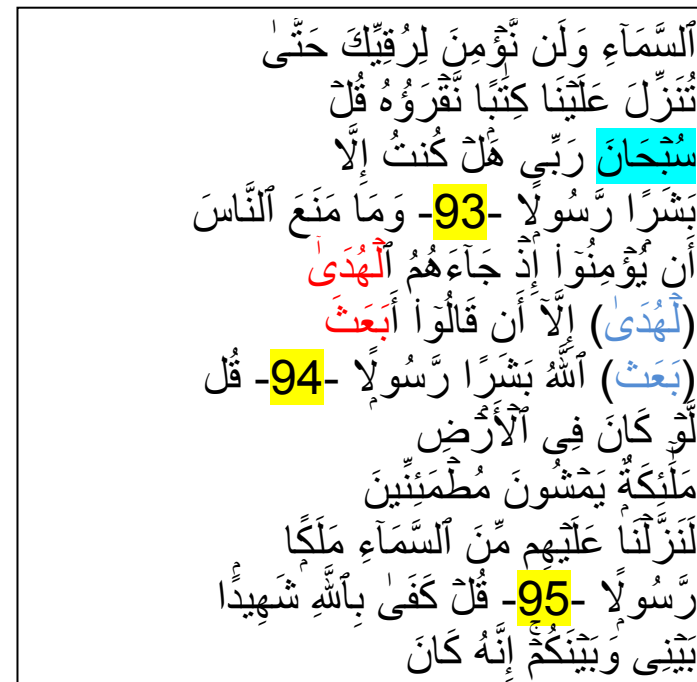 ٱلسَّمَآءِ وَلَن نُّؤۡمِنَ لِرُقِيِّكَ حَتَّىٰ
تُنَزِّلَ عَلَيۡنَا كِتَٰبٗا نَّقۡرَؤُهُۥ قُلۡ
سُبۡحَانَ رَبِّى هَلۡ كُنتُ إِلَّا
بَشَرٗا رَّسُولٗا -93- وَمَا مَنَعَ ٱلنَّاسَ
أَن يُؤۡمِنُوٓاْ إِذۡ جَآءَهُمُ ٱلۡهُدَىٰٓ
(لۡهُدَىٰ) إِلَّآ أَن قَالُوٓاْ أَبَعَثَ
(بَعَث) ٱللَّهُ بَشَرٗا رَّسُولٗا -94- قُل
لَّوۡ كَانَ فِى ٱلۡأَرۡضِ
مَلَٰٓئِكَةٞ يَمۡشُونَ مُطۡمَئِنِّينَ
لَنَزَّلۡنَا عَلَيۡهِم مِّنَ ٱلسَّمَآءِ مَلَكٗا
رَّسُولٗا -95- قُلۡ كَفَىٰ بِٱللَّهِ شَهِيدَۢا
بَيۡنِى وَبَيۡنَكُمۡۚ إِنَّهُۥ كَانَ